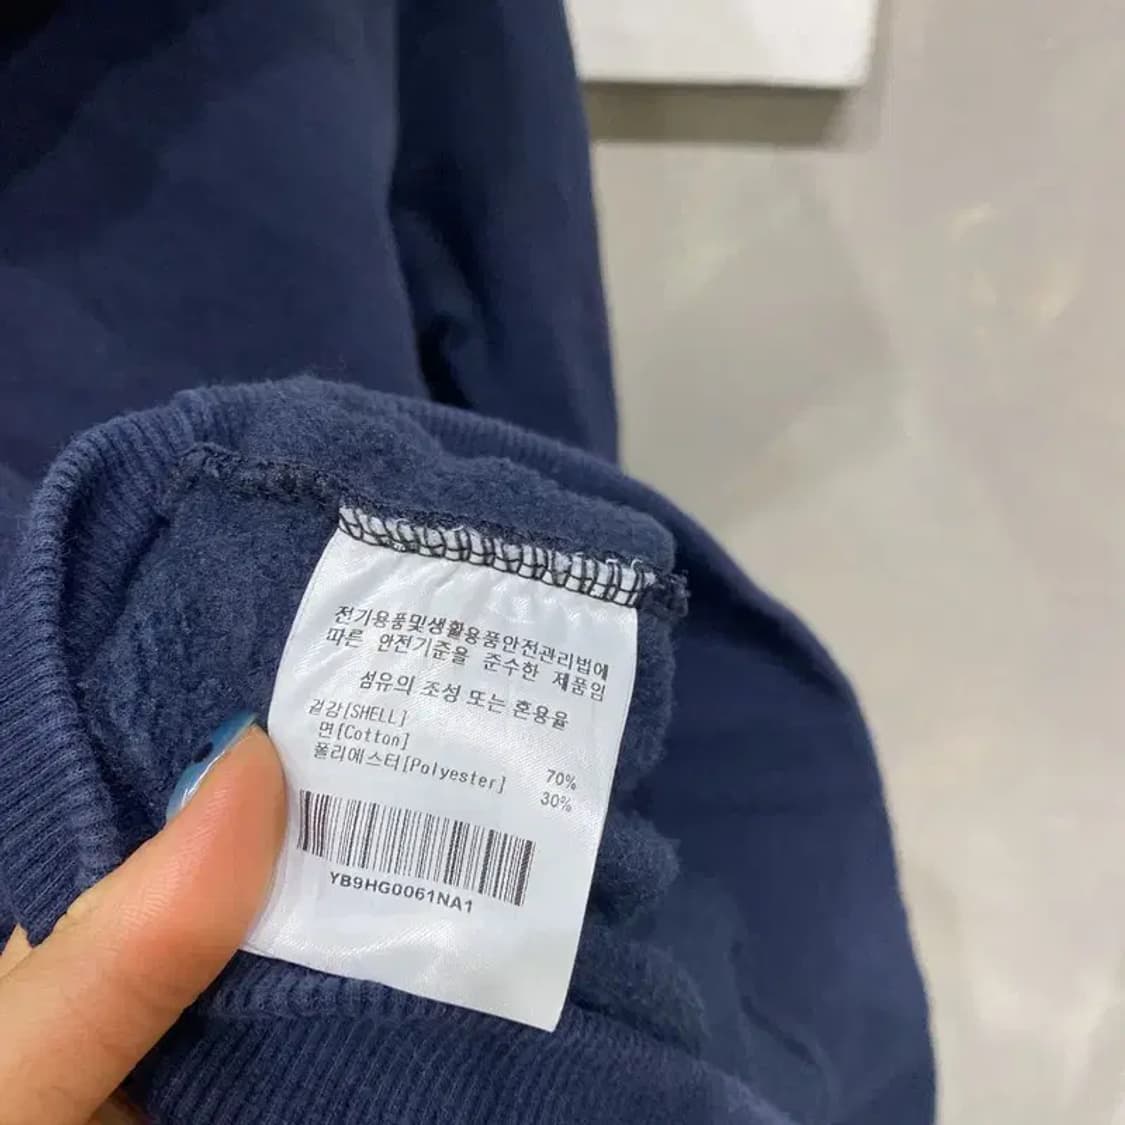 전기용품및생활용품안전관리법에
따른 안전기준을 준수한 제품임
섬유의 조성 또는 혼용율
겉감[SHELL]
면[Cotton] 70%
폴리에스터[Polyester] 30%
YB9HG0061NA1